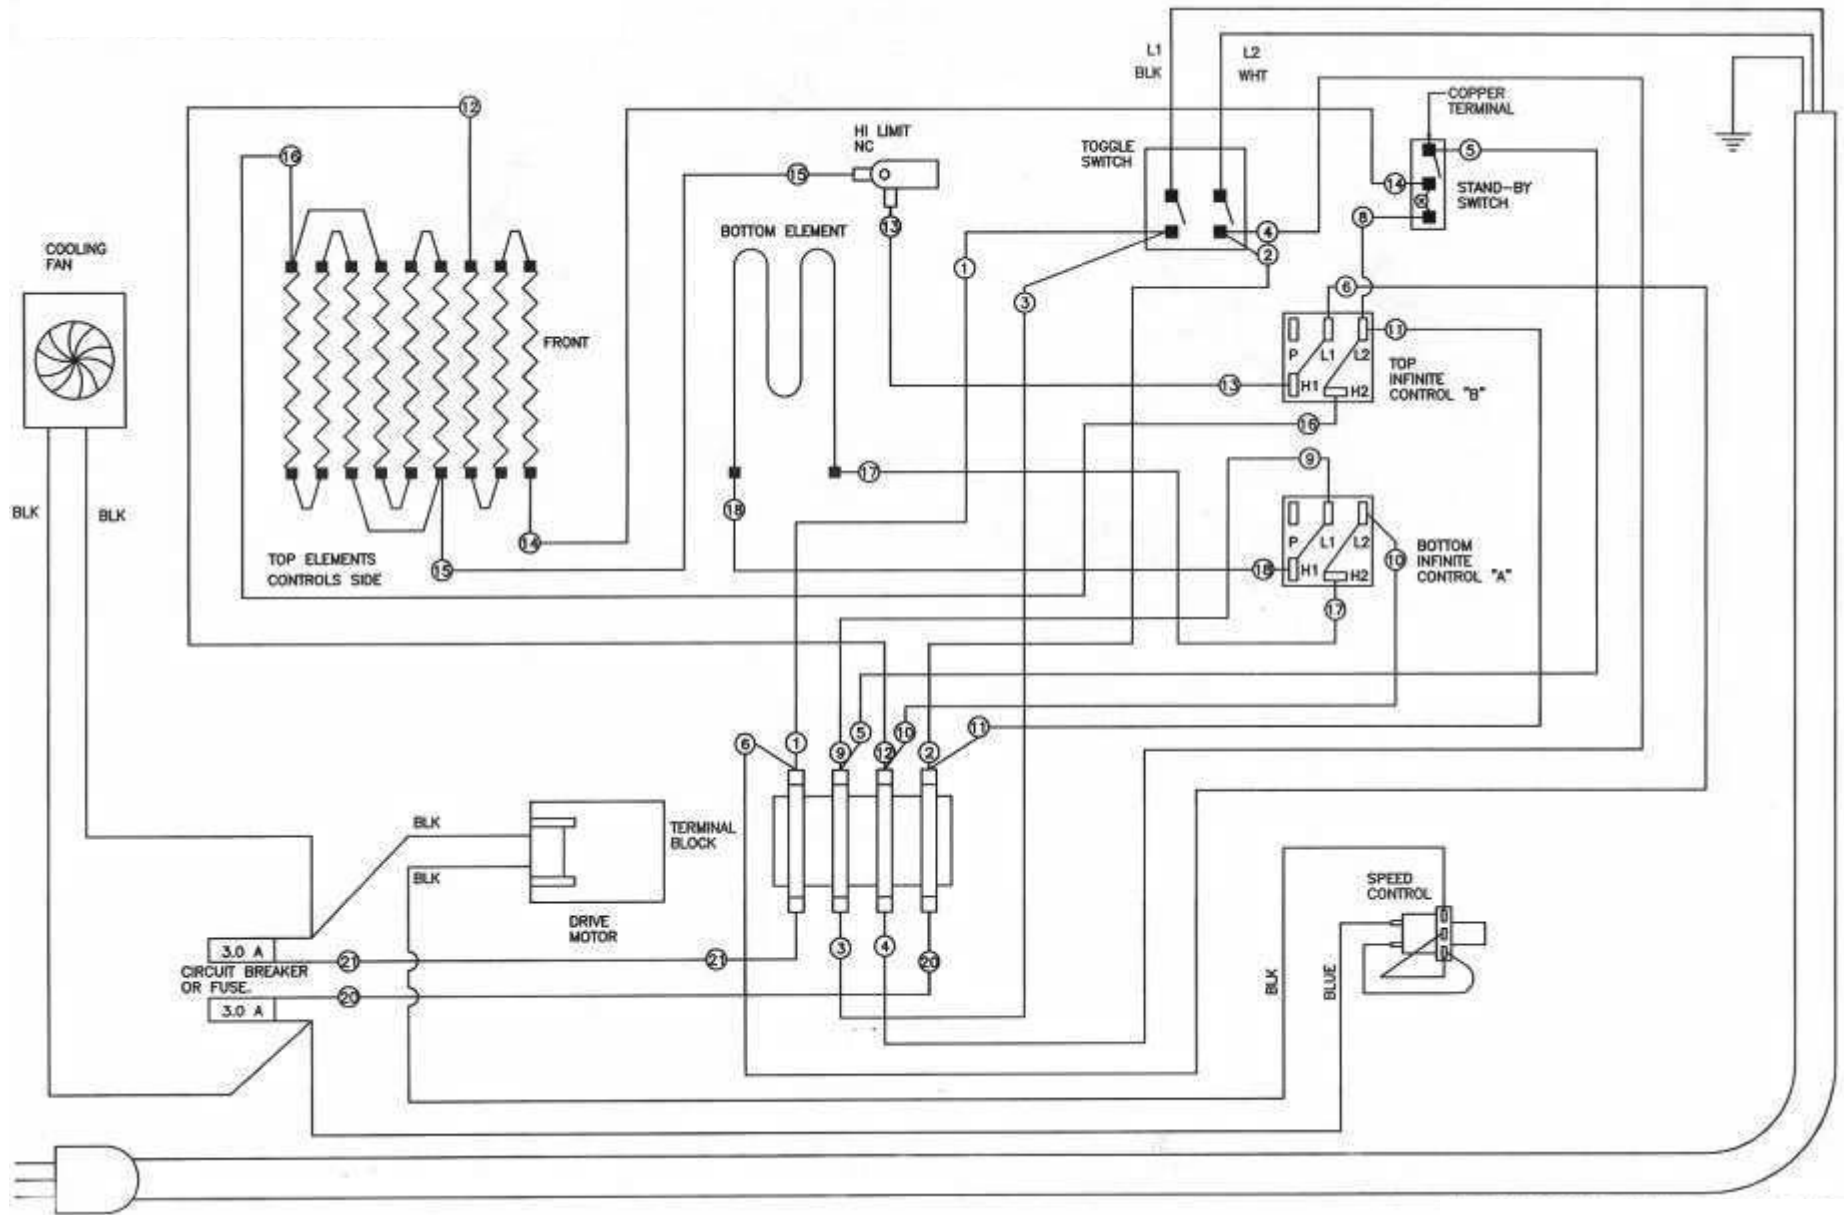 L1
BLK
L2
WHT
COPPER
TERMINAL
12
HI LIMIT
NC
TOGGLE
SWITCH
5
16
15
14
STAND-BY
SWITCH
8
13
BOTTOM ELEMENT
4
2
COOLING
FAN
1
3
6
11
FRONT
P L1 L2
H1 H2
TOP
INFINITE
CONTROL "B"
13
16
9
17
18
BLK
BLK
14
P L1 L2
H1 H2
BOTTOM
INFINITE
CONTROL "A"
10
18
17
TOP ELEMENTS
CONTROLS SIDE
15
6
1
9
5
12
10
2
11
BLK
BLK
TERMINAL
BLOCK
DRIVE
MOTOR
SPEED
CONTROL
3
4
20
3.0 A
21
21
CIRCUIT BREAKER
OR FUSE.
20
3.0 A
BLK
BLUE